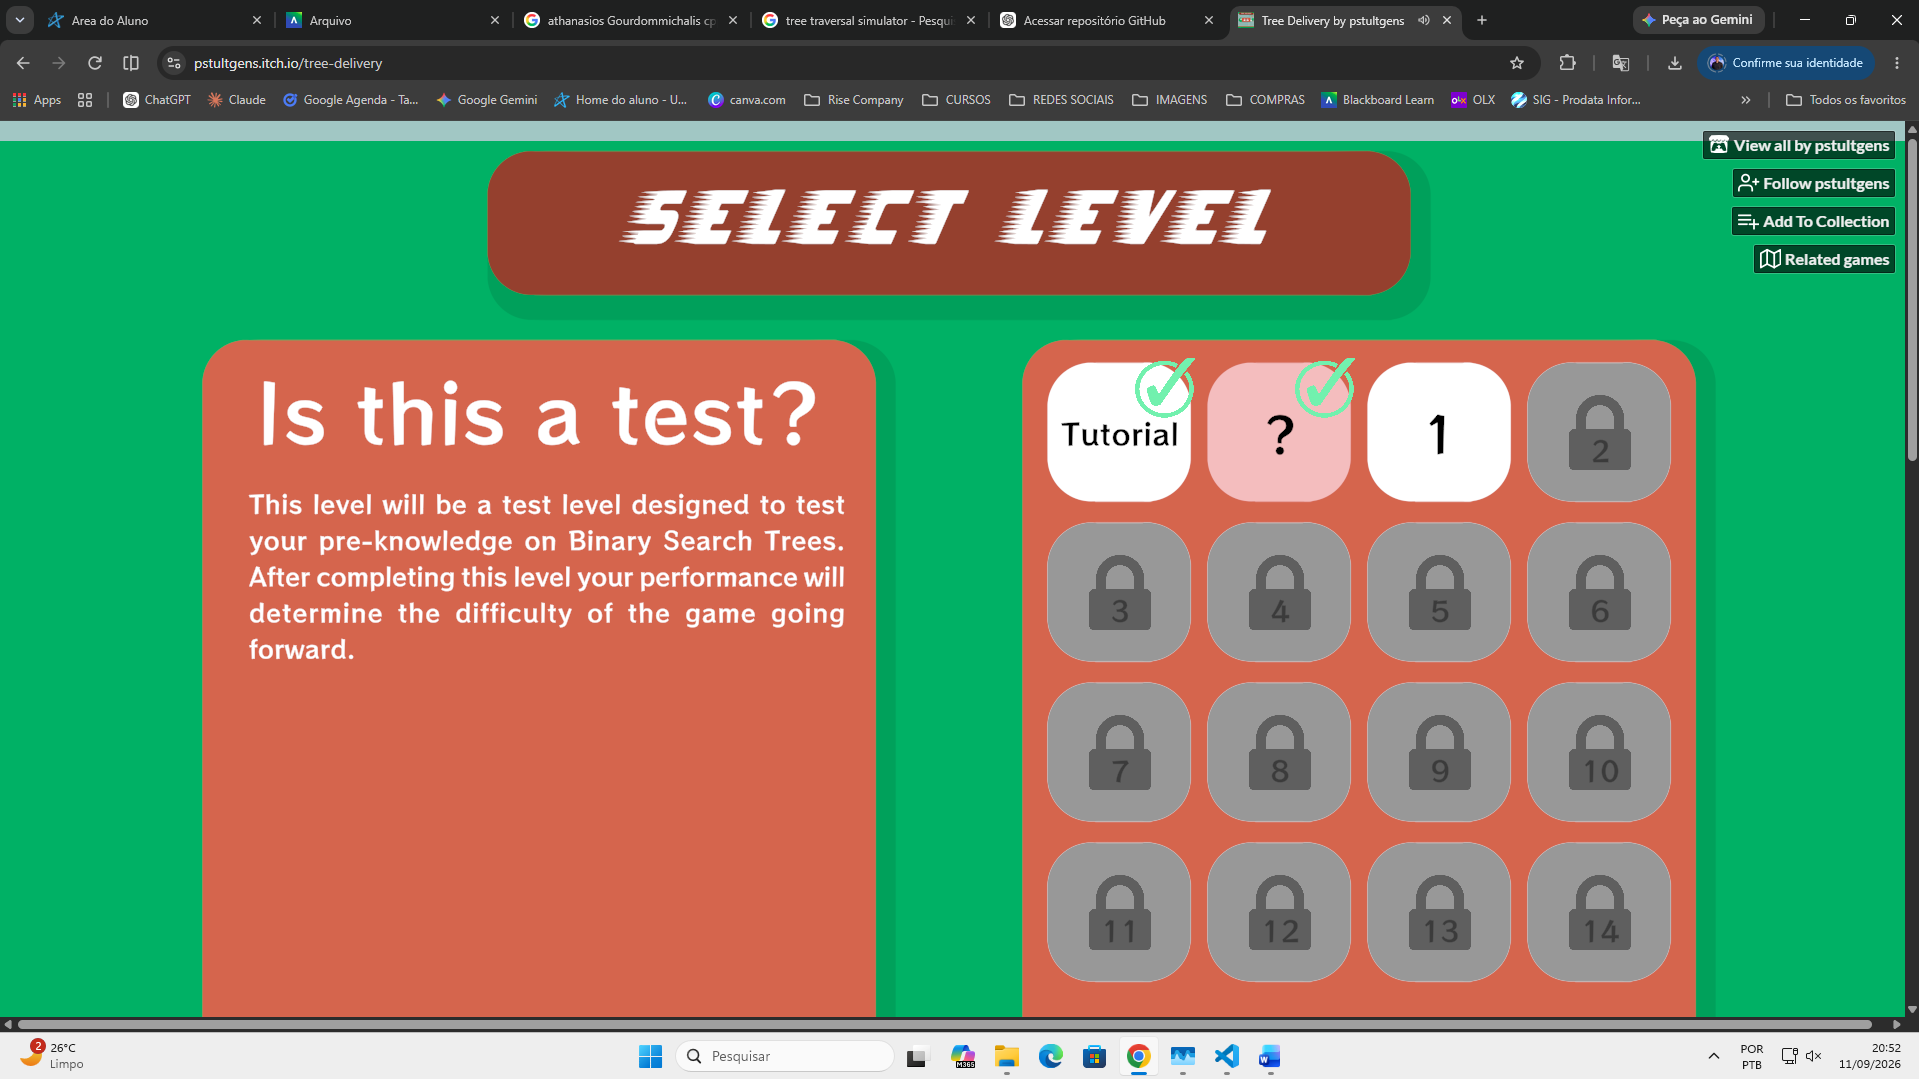 Area do Aluno
Arquivo
athanasios Gourdommichalis cp
tree traversal simulator - Pesqui
Acessar repositório GitHub
Tree Delivery by pstultgens
Peça ao Gemini
pstultgens.itch.io/tree-delivery
Confirme sua identidade
Apps
ChatGPT
Claude
Google Agenda - Ta...
Google Gemini
Home do aluno - U...
canva.com
Rise Company
CURSOS
REDES SOCIAIS
IMAGENS
COMPRAS
Blackboard Learn
OLX
SIG - Prodata Infor...
Todos os favoritos
View all by pstultgens
Follow pstultgens
Add To Collection
Related games
SELECT LEVEL
Is this a test?
This level will be a test level designed to test
your pre-knowledge on Binary Search Trees.
After completing this level your performance will
determine the difficulty of the game going
forward.
Tutorial
?
1
2
3
4
5
6
7
8
9
10
11
12
13
14
2
26°C
Limpo
Pesquisar
M365
POR
PTB
20:52
11/09/2026